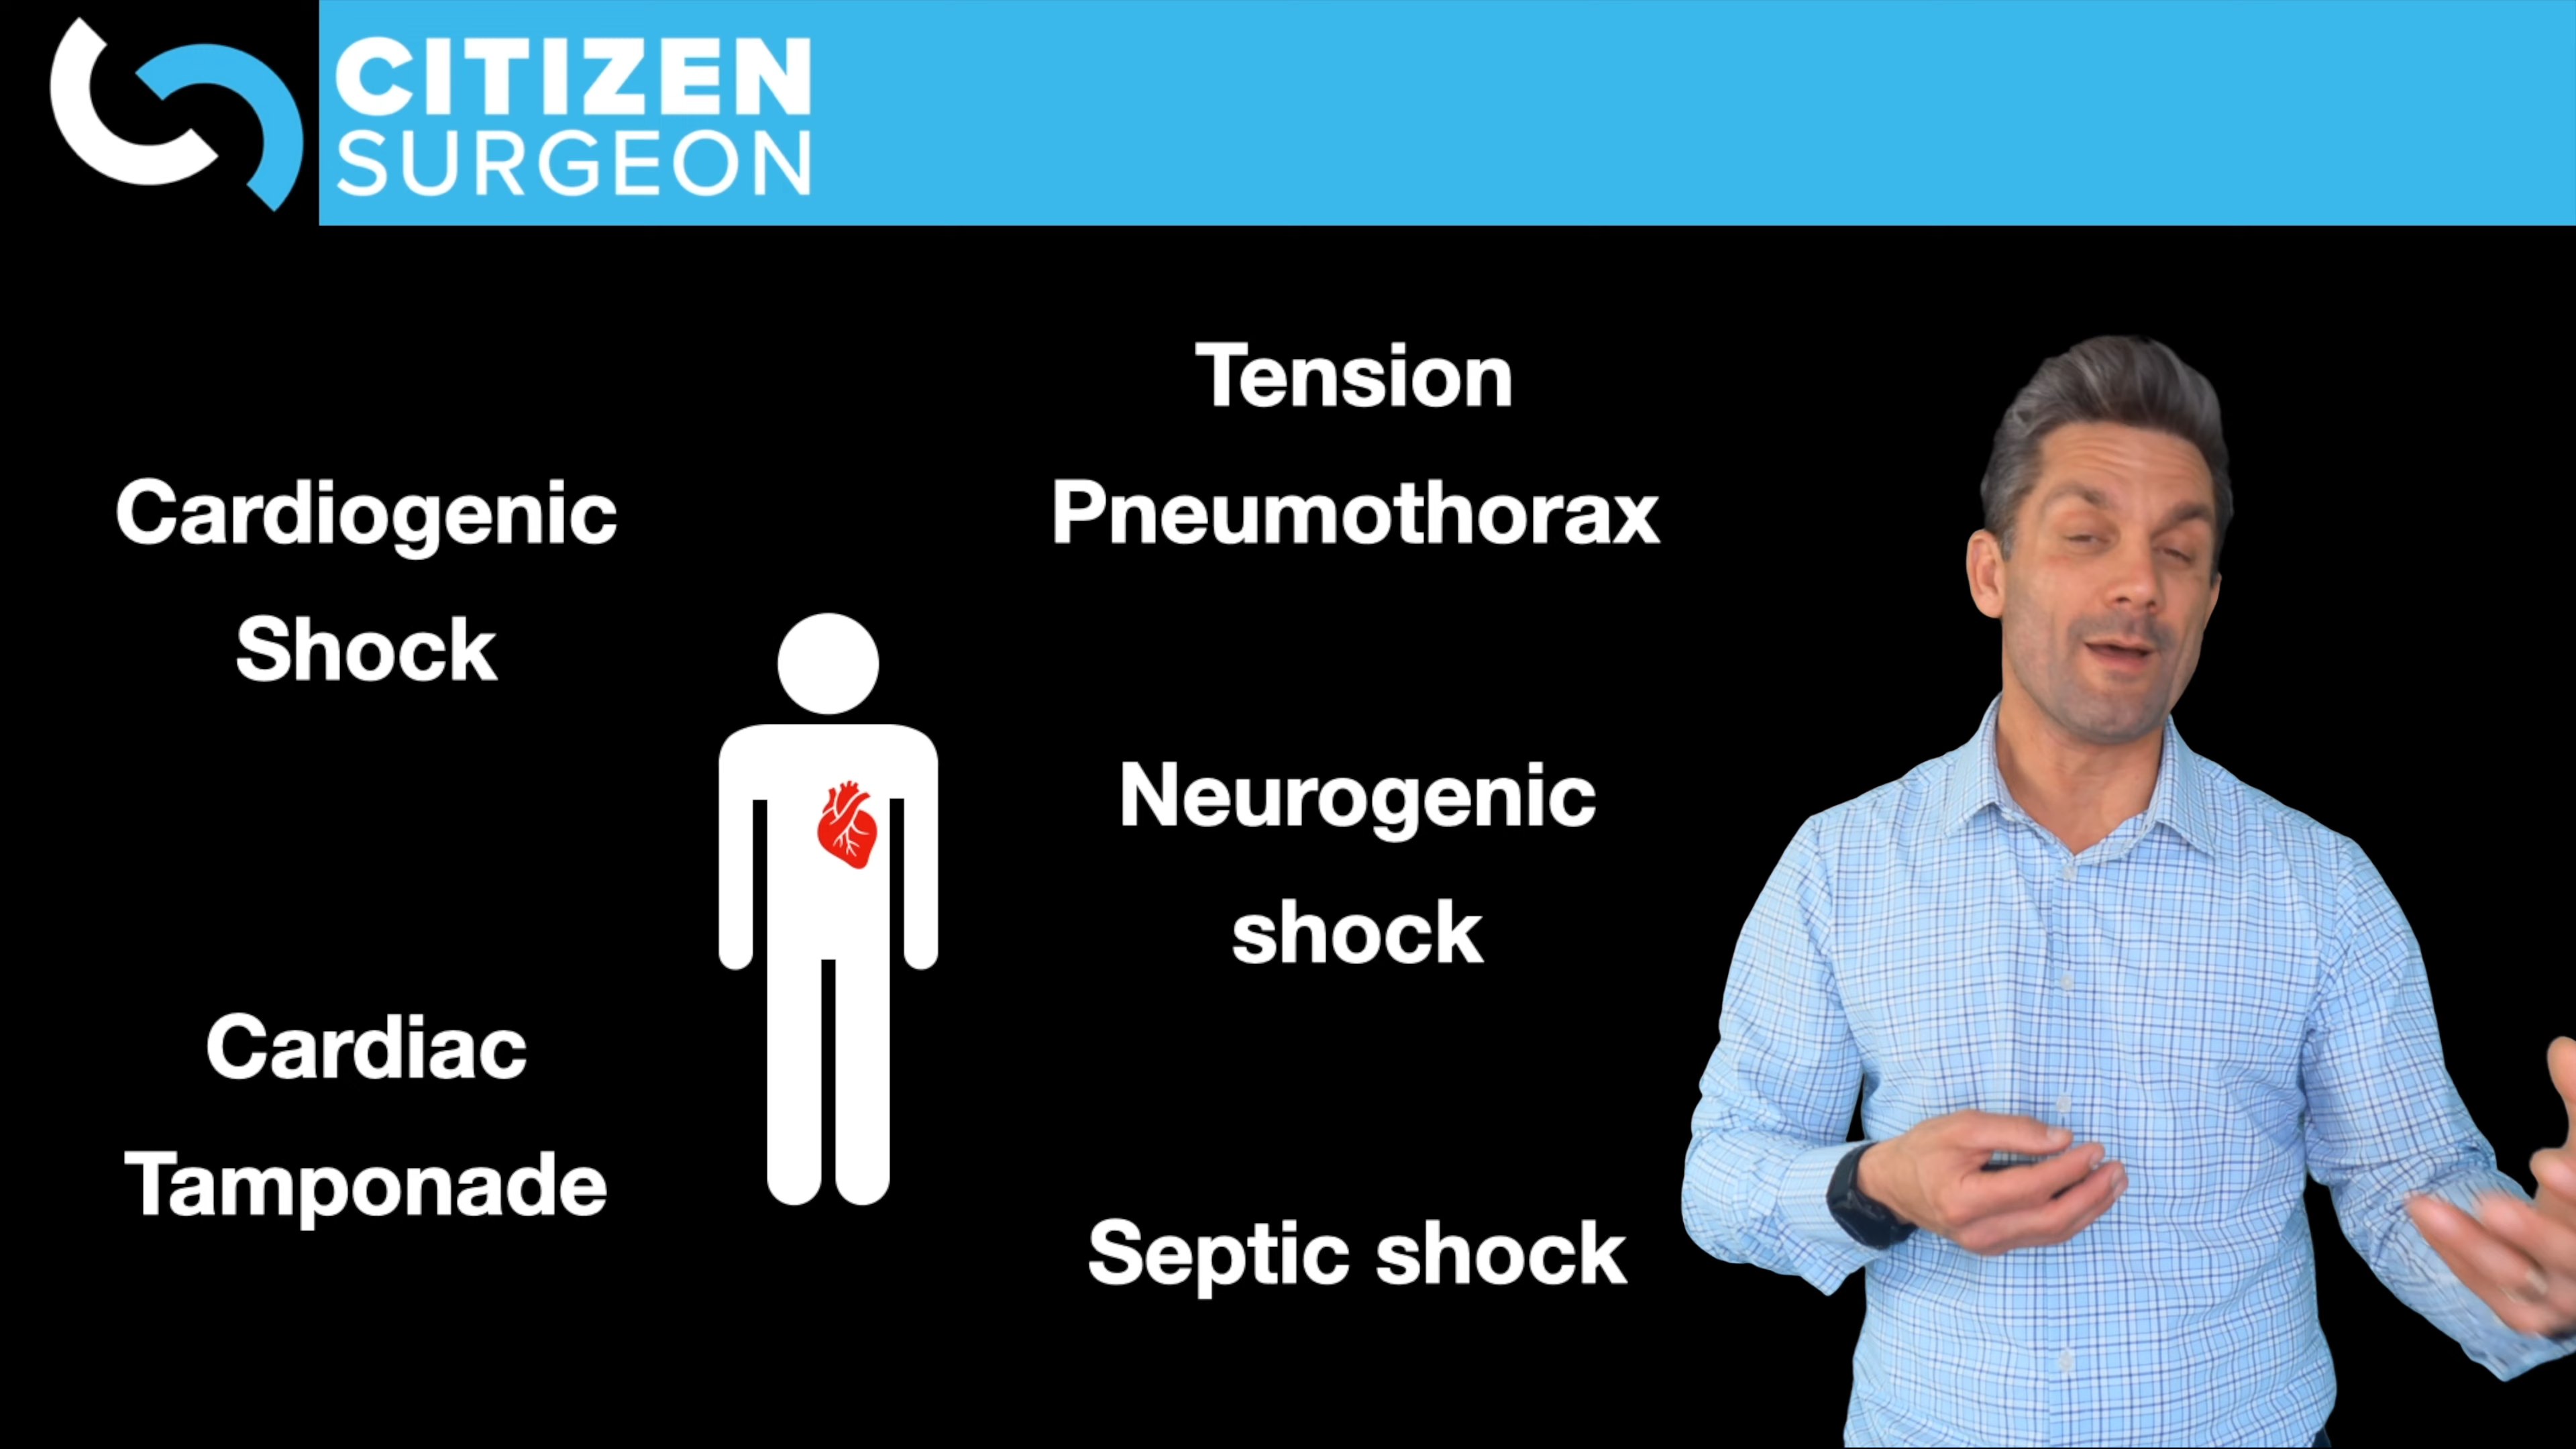 CITIZEN
SURGEON
Cardiogenic
Shock
Cardiac
Tamponade
Tension
Pneumothorax
Neurogenic
shock
Septic shock